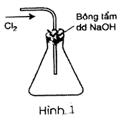 Bông tẩm
dd NaOH
Cl2
Hình 1